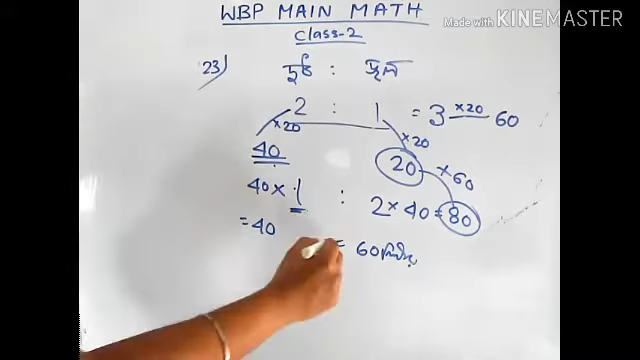 Made with KINEMASTER
WBP MAIN MATH
Class-2
23) দুধ : জল
2 : 1 = 3 ×20 60
×20 ×20
40 20 ×60
40 × 1 : 2 × 40 = 80
= 40
= 60 লিটার